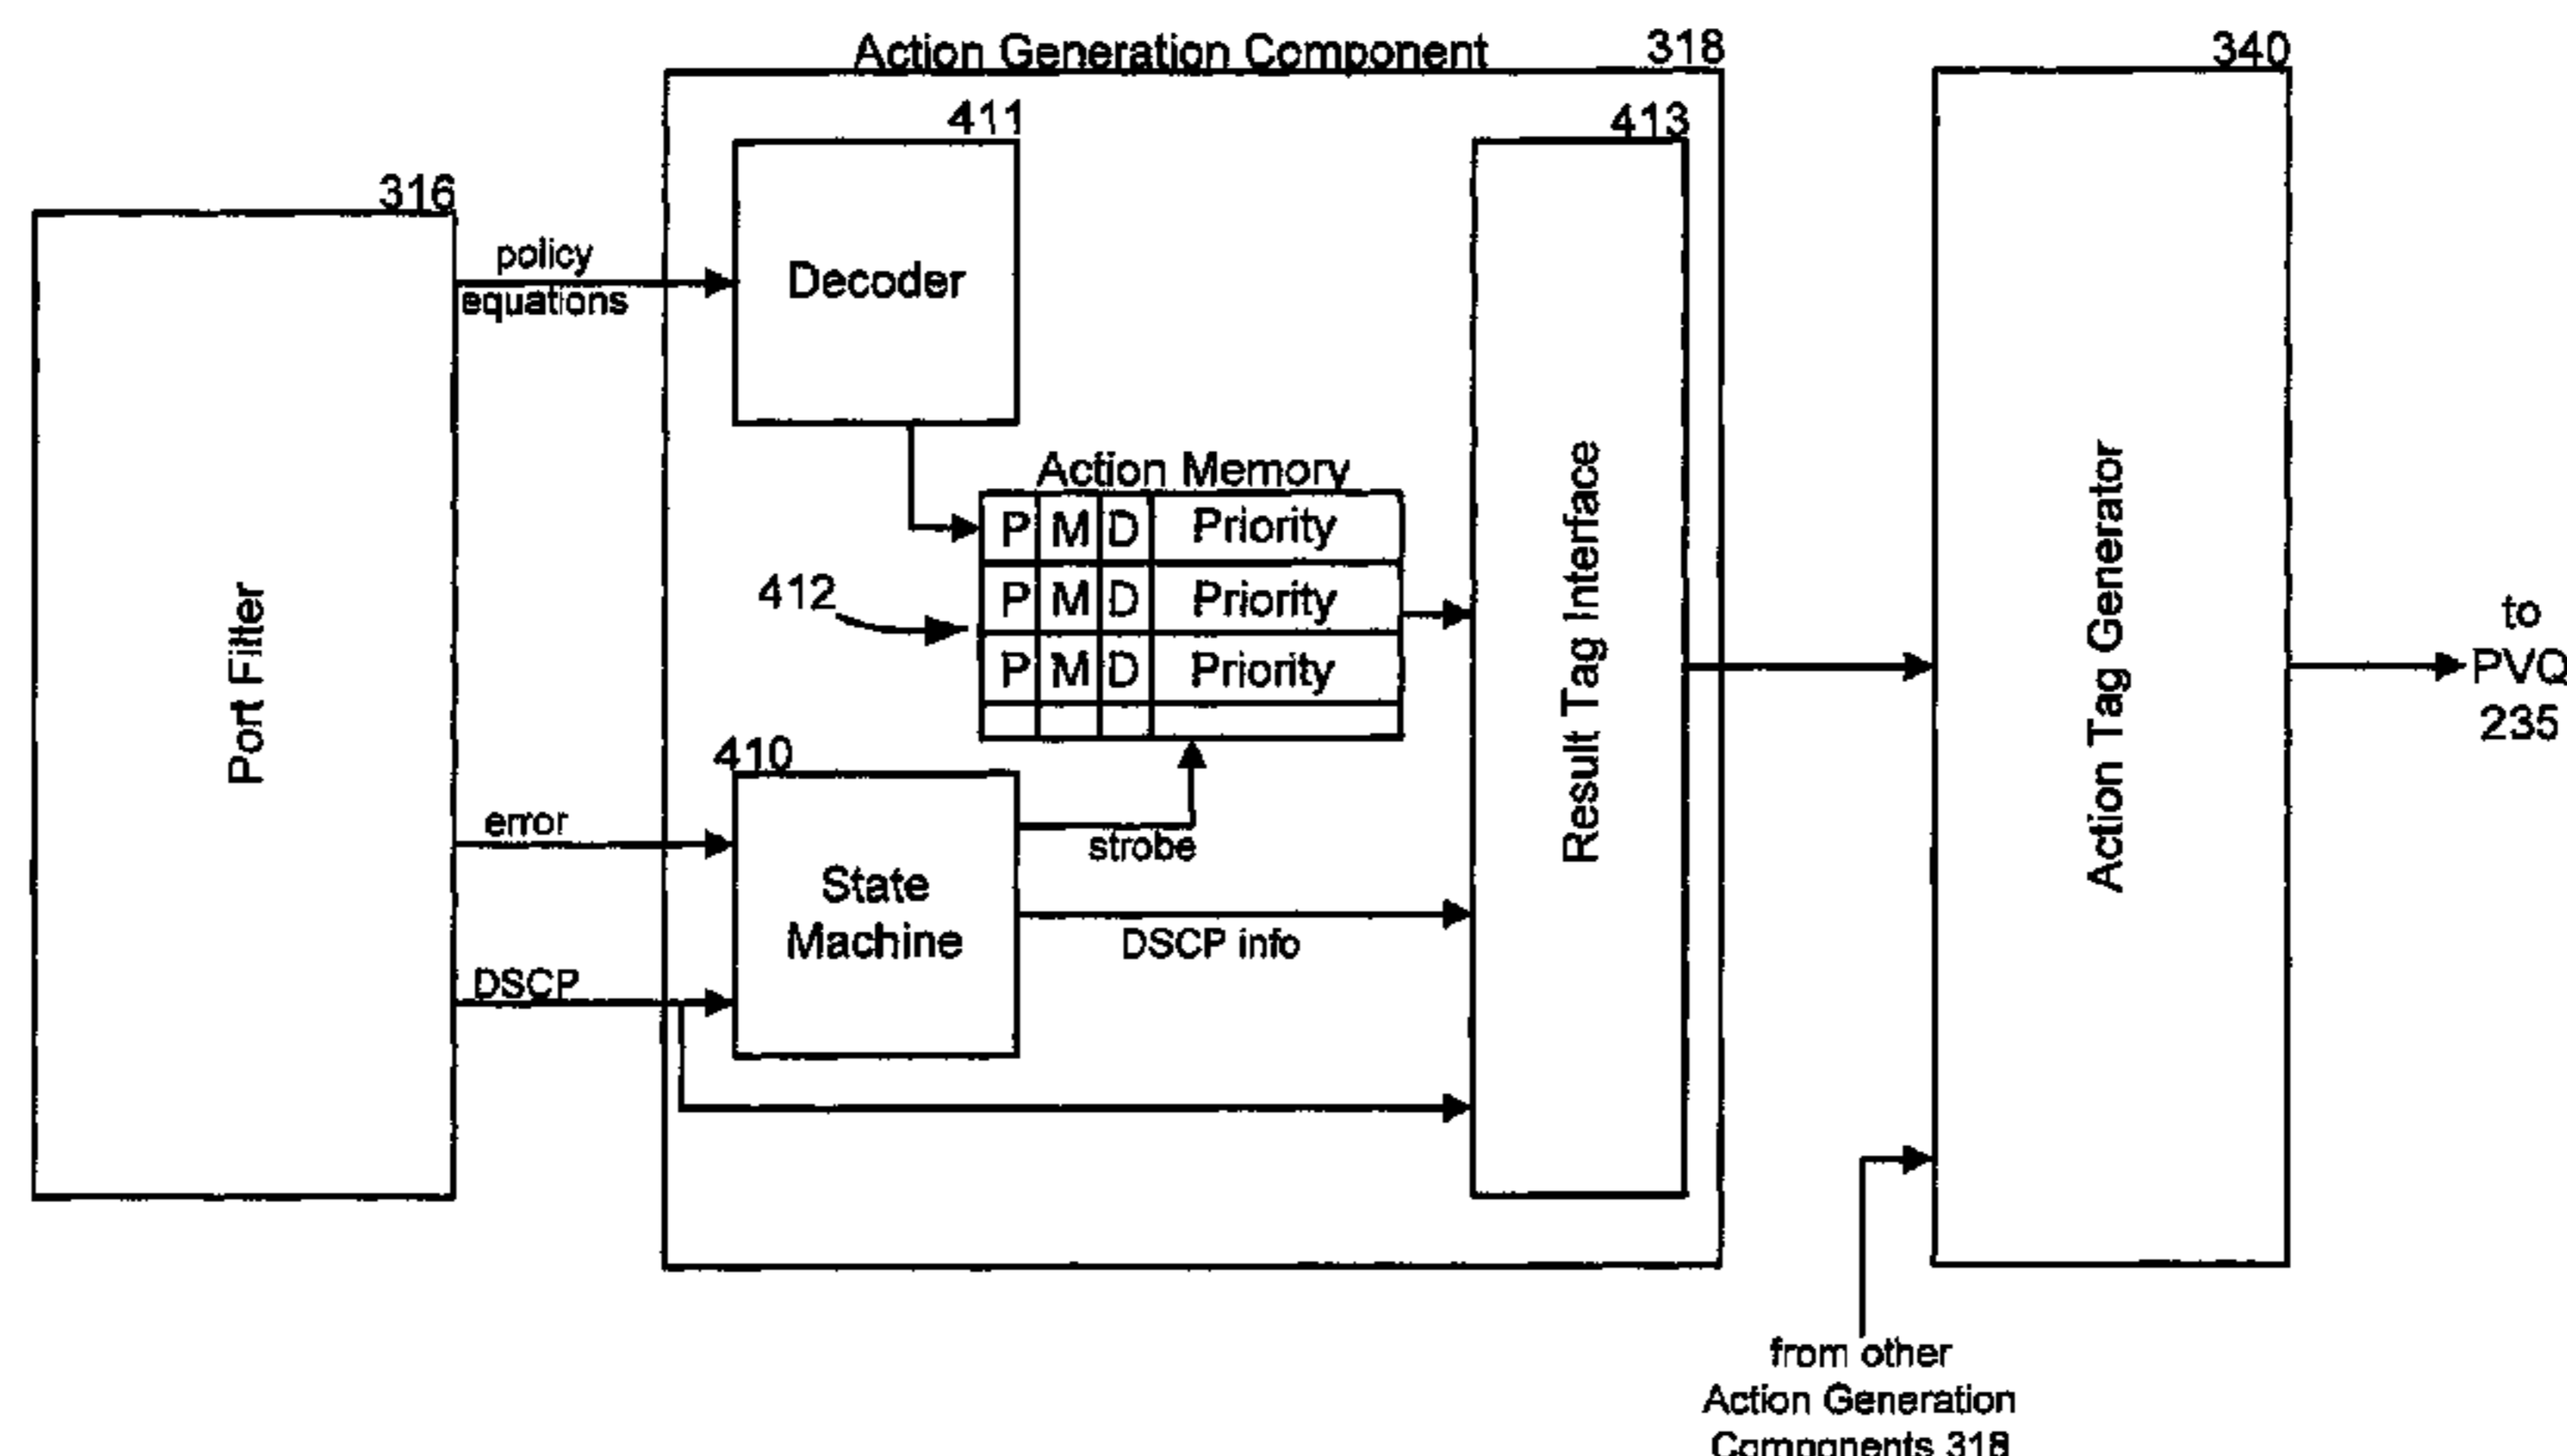 Action Generation Component
318
340
411
413
316
policy
equations
Decoder
Action Memory
P M D Priority
P M D Priority
P M D Priority
412
410
error
strobe
State
Machine
DSCP info
DSCP
Port Filter
Result Tag Interface
Action Tag Generator
to
PVQ
235
from other
Action Generation
Components 318